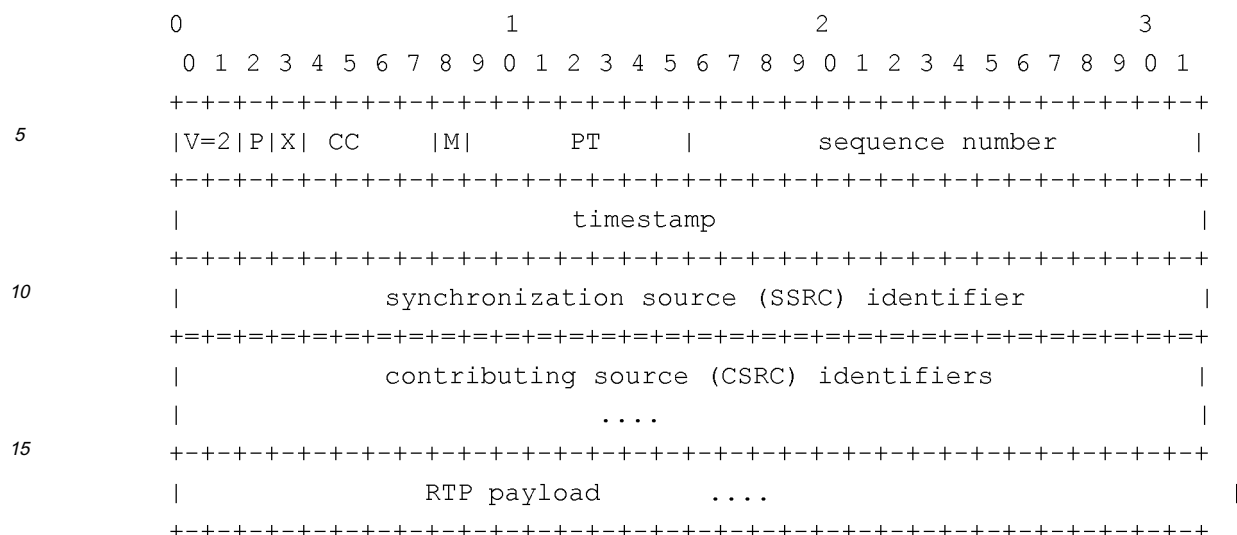 0                   1                   2                   3
 0 1 2 3 4 5 6 7 8 9 0 1 2 3 4 5 6 7 8 9 0 1 2 3 4 5 6 7 8 9 0 1
+-+-+-+-+-+-+-+-+-+-+-+-+-+-+-+-+-+-+-+-+-+-+-+-+-+-+-+-+-+-+-+-+
5 |V=2|P|X| CC    |M|      PT     |       sequence number         |
+-+-+-+-+-+-+-+-+-+-+-+-+-+-+-+-+-+-+-+-+-+-+-+-+-+-+-+-+-+-+-+-+
|                        timestamp                              |
+-+-+-+-+-+-+-+-+-+-+-+-+-+-+-+-+-+-+-+-+-+-+-+-+-+-+-+-+-+-+-+-+
10 |            synchronization source (SSRC) identifier           |
+=+=+=+=+=+=+=+=+=+=+=+=+=+=+=+=+=+=+=+=+=+=+=+=+=+=+=+=+=+=+=+=+
|            contributing source (CSRC) identifiers             |
|                          ....                                 |
15 +-+-+-+-+-+-+-+-+-+-+-+-+-+-+-+-+-+-+-+-+-+-+-+-+-+-+-+-+-+-+-+-+
|               RTP payload       ....                             |
+-+-+-+-+-+-+-+-+-+-+-+-+-+-+-+-+-+-+-+-+-+-+-+-+-+-+-+-+-+-+-+-+